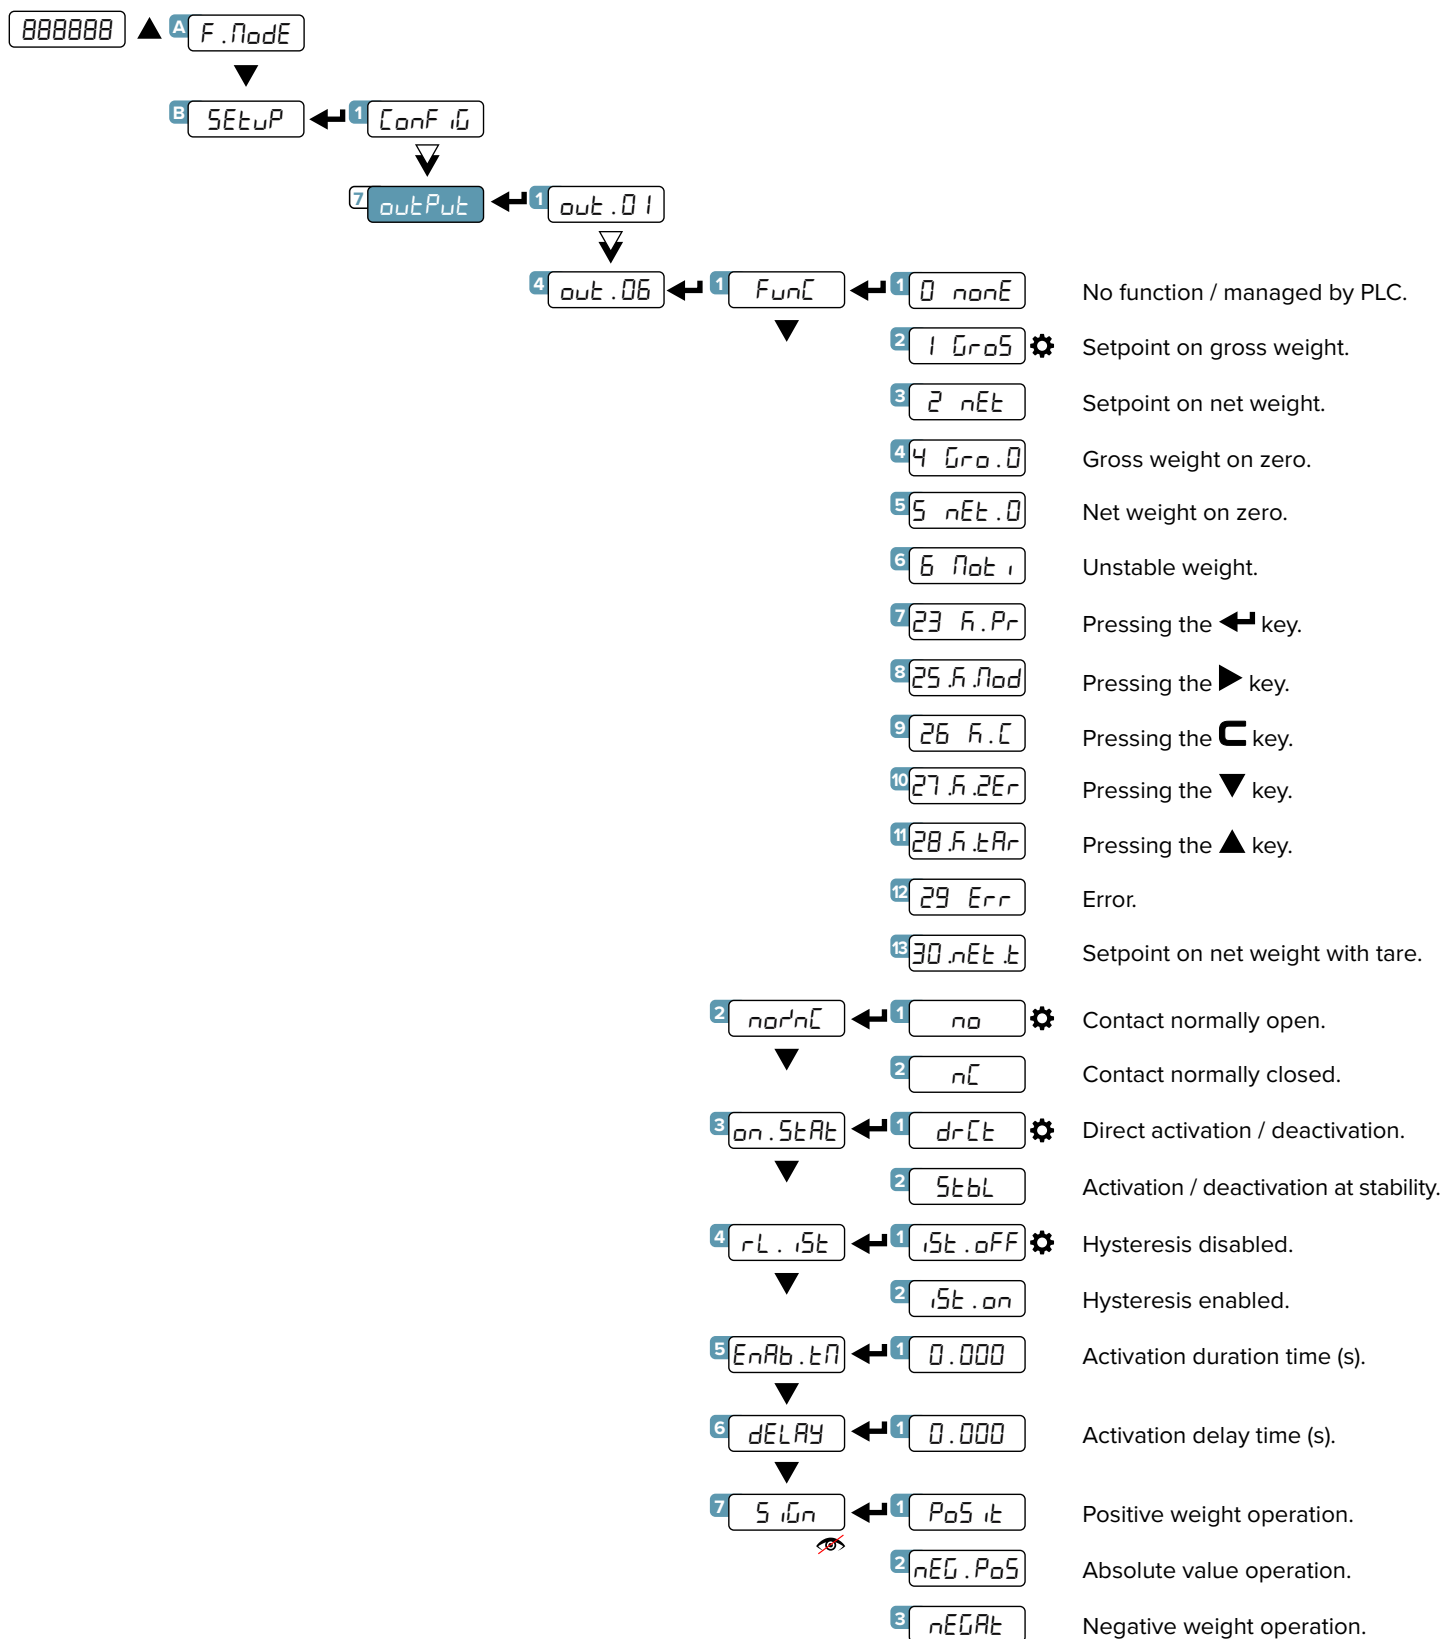 888888 A F.ModE
B SEtuP 1 ConFiG
7 outPut 1 out.01
4 out.06 1 FunC 1 0 nonE No function / managed by PLC.
2 1 GroS Setpoint on gross weight.
3 2 nEt Setpoint on net weight.
4 4 Gro.0 Gross weight on zero.
5 5 nEt.0 Net weight on zero.
6 6 Moti Unstable weight.
7 23 K.Pr Pressing the key.
8 25.K.Mod Pressing the key.
9 26 K.C Pressing the C key.
10 27.K.ZEr Pressing the key.
11 28.K.tAr Pressing the key.
12 29 Err Error.
13 30.nEt.t Setpoint on net weight with tare.
2 no/nC 1 no Contact normally open.
2 nC Contact normally closed.
3 on.StAt 1 drCt Direct activation / deactivation.
2 StbL Activation / deactivation at stability.
4 rL.iSt 1 iSt.oFF Hysteresis disabled.
2 iSt.on Hysteresis enabled.
5 EnAb.tM 1 0.000 Activation duration time (s).
6 dELAY 1 0.000 Activation delay time (s).
7 SiGn 1 PoSit Positive weight operation.
2 nEG.PoS Absolute value operation.
3 nEGAt Negative weight operation.